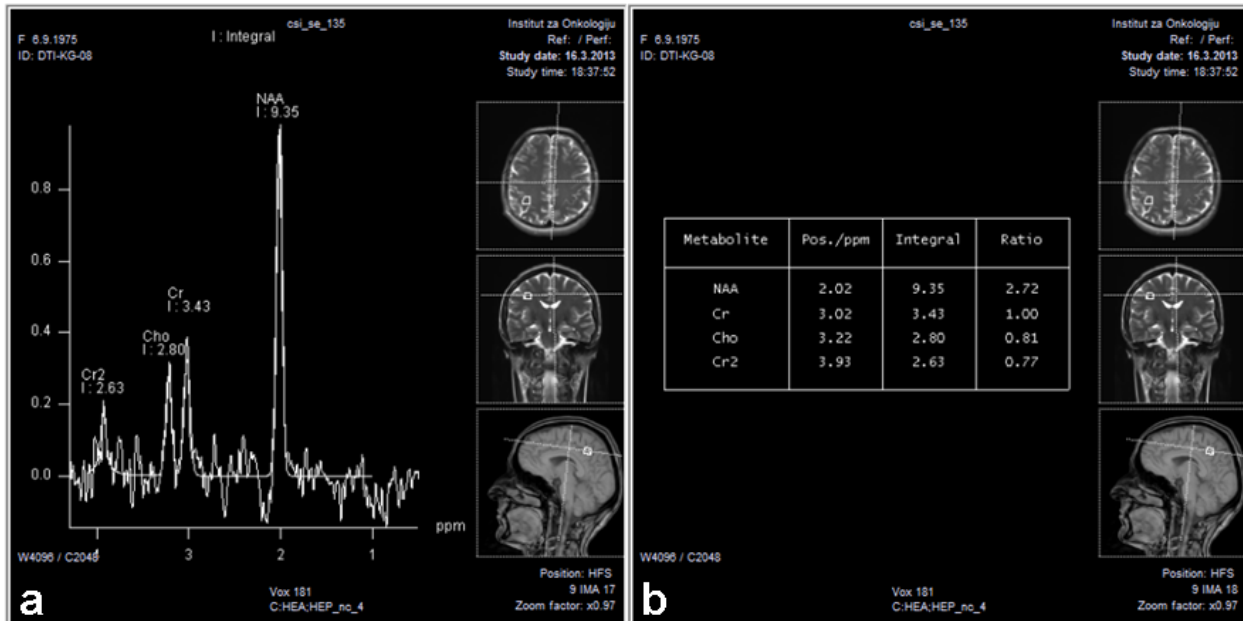 csi_se_135
Institut za Onkologiju
F 6.9.1975
I : Integral
Ref: / Perf:
ID: DTI-KG-08
Study date: 16.3.2013
Study time: 18:37:52
NAA
I : 9.35
0.8
0.6
Cr
I : 3.43
0.4
Cho
I : 2.80
Cr2
I : 2.63
0.2
0.0
ppm
4
3
2
1
W4096 / C2048
Position: HFS
Vox 181
9 IMA 17
C:HEA;HEP_nc_4
Zoom factor: x0.97
a
csi_se_135
Institut za Onkologiju
F 6.9.1975
Ref: / Perf:
ID: DTI-KG-08
Study date: 16.3.2013
Study time: 18:37:52
Metabolite Pos./ppm Integral Ratio
NAA 2.02 9.35 2.72
Cr 3.02 3.43 1.00
Cho 3.22 2.80 0.81
Cr2 3.93 2.63 0.77
W4096 / C2048
Position: HFS
Vox 181
9 IMA 18
C:HEA;HEP_nc_4
Zoom factor: x0.97
b